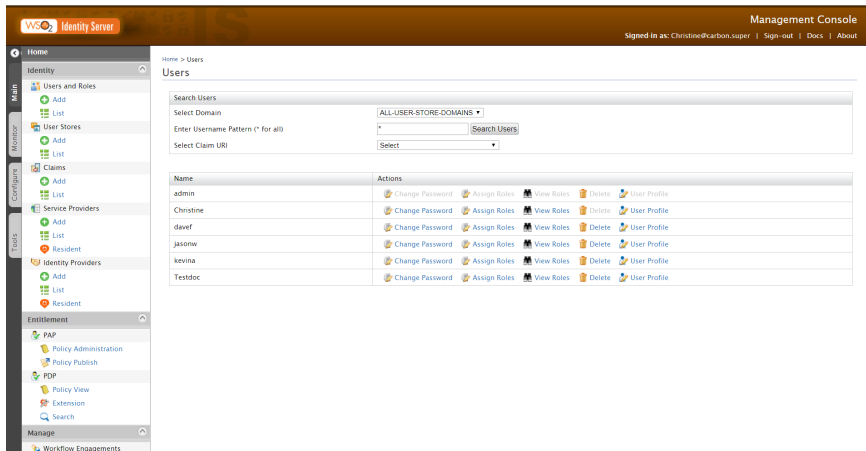 WSO2 Identity Server
Management Console
Signed-in as: Christine@carbon.super | Sign-out | Docs | About
Main
Monitor
Configure
Tools
Home
Identity
Users and Roles
Add
List
User Stores
Add
List
Claims
Add
List
Service Providers
Add
List
Resident
Identity Providers
Add
List
Resident
Entitlement
PAP
Policy Administration
Policy Publish
PDP
Policy View
Extension
Search
Manage
Workflow Engagements
Home > Users
Users
Search Users
Select Domain ALL-USER-STORE-DOMAINS
Enter Username Pattern (* for all) * Search Users
Select Claim URI Select
Name Actions
admin Change Password Assign Roles View Roles Delete User Profile
Christine Change Password Assign Roles View Roles Delete User Profile
davef Change Password Assign Roles View Roles Delete User Profile
jasonw Change Password Assign Roles View Roles Delete User Profile
kevina Change Password Assign Roles View Roles Delete User Profile
Testdoc Change Password Assign Roles View Roles Delete User Profile